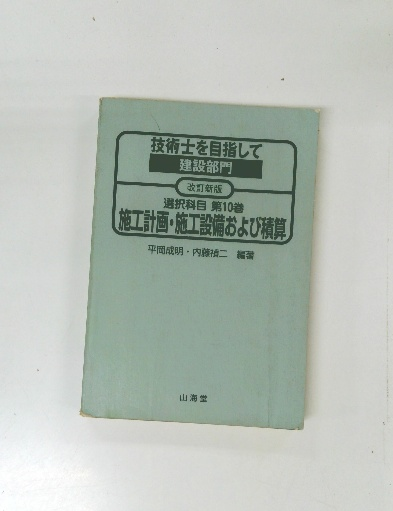 技術士を目指して
建設部門
改訂新版
選択科目 第10巻
施工計画・施工設備および積算
平岡成明・内藤禎二 編著
山海堂